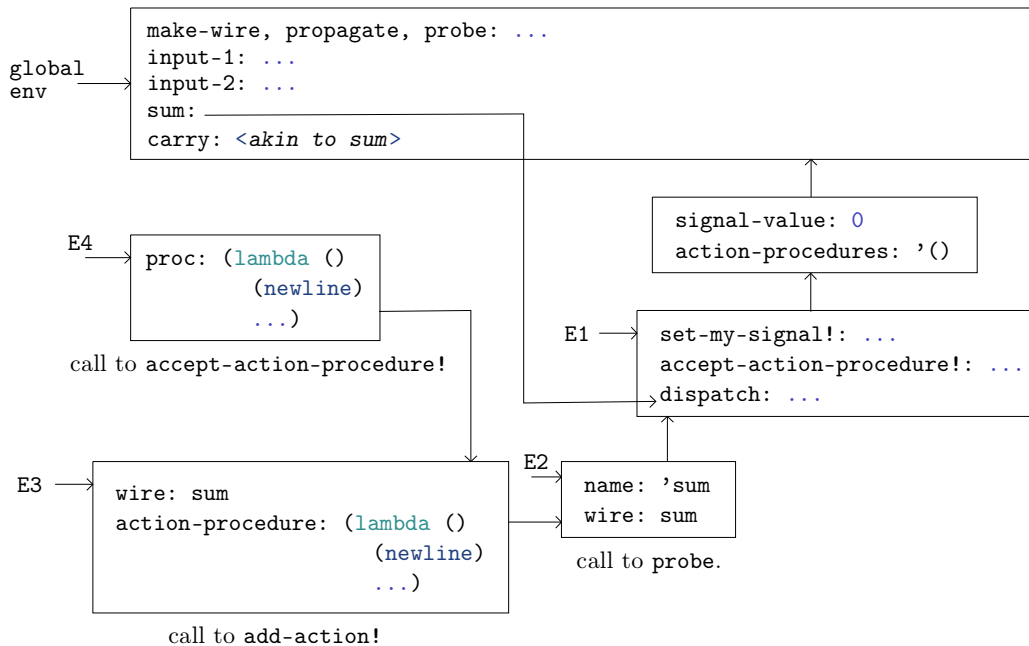 make-wire, propagate, probe: ...
input-1: ...
input-2: ...
sum:
carry: <akin to sum>
global
env
signal-value: 0
action-procedures: ’()
E4
proc: (lambda ()
(newline)
...)
call to accept-action-procedure!
E1
set-my-signal!: ...
accept-action-procedure!: ...
dispatch: ...
E3
wire: sum
action-procedure: (lambda ()
(newline)
...)
call to add-action!
E2
name: ’sum
wire: sum
call to probe.